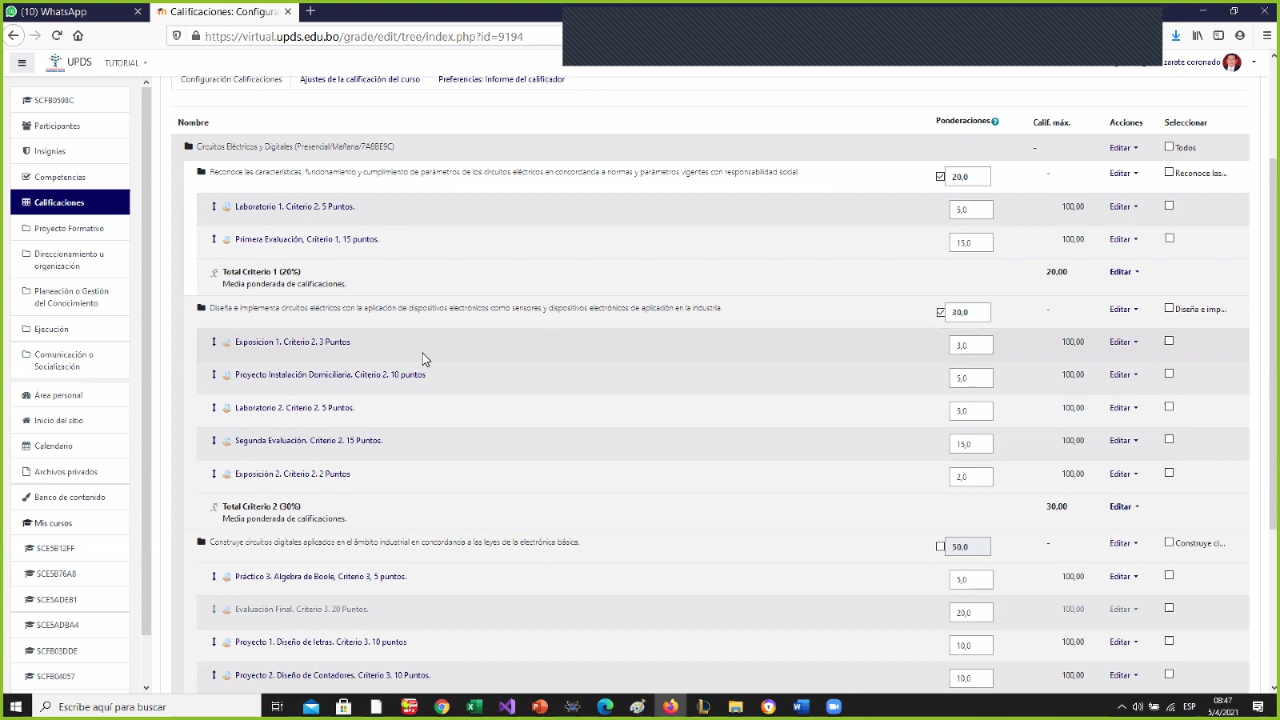 (10) WhatsApp
Calificaciones: Configura
https://virtual.upds.edu.bo/grade/edit/tree/index.php?id=9194
UPDS
TUTORIAL
zarate coronado
SCFB0598C
Participantes
Insignias
Competencias
Calificaciones
Proyecto Formativo
Direccionamiento u
organización
Planeación o Gestión
del Conocimiento
Ejecución
Comunicación o
Socialización
Área personal
Inicio del sitio
Calendario
Archivos privados
Banco de contenido
Mis cursos
SCE5B12FF
SCE5B76A8
SCE5ADEB1
SCE5ADBA4
SCFB03DDE
SCFB04057
Configuración Calificaciones
Ajustes de la calificación del curso
Preferencias: Informe del calificador
Nombre Ponderaciones Calif. máx. Acciones Seleccionar
Circuitos Eléctricos y Digitales (Presencial/Mañana/7A8BE9C) - Editar Todos
Reconoce las características, funcionamiento y cumplimiento de parámetros de los circuitos eléctricos en concordancia a normas y parámetros vigentes con responsabilidad social. 20,0 - Editar Reconoce las...
Laboratorio 1. Criterio 2. 5 Puntos. 5,0 100,00 Editar
Primera Evaluación, Criterio 1, 15 puntos. 15,0 100,00 Editar
Total Criterio 1 (20%) 20,00 Editar
Media ponderada de calificaciones.
Diseña e implementa circuitos eléctricos con la aplicación de dispositivos electrónicos como sensores y dispositivos electrónicos de aplicación en la industria. 30,0 - Editar Diseña e imp...
Exposicion 1. Criterio 2. 3 Puntos 3,0 100,00 Editar
Proyecto Instalación Domiciliaria. Criterio 2. 10 puntos 5,0 100,00 Editar
Laboratorio 2. Criterio 2. 5 Puntos. 5,0 100,00 Editar
Segunda Evaluación. Criterio 2. 15 Puntos. 15,0 100,00 Editar
Exposición 2. Criterio 2. 2 Puntos 2,0 100,00 Editar
Total Criterio 2 (30%) 30,00 Editar
Media ponderada de calificaciones.
Construye circuitos digitales aplicados en el ámbito industrial en concordancia a las leyes de la electrónica básica. 50,0 - Editar Construye ci...
Práctico 3. Algebra de Boole, Criterio 3, 5 puntos. 5,0 100,00 Editar
Evaluación Final. Criterio 3. 20 Puntos. 20,0 100,00 Editar
Proyecto 1. Diseño de letras. Criterio 3. 10 puntos 10,0 100,00 Editar
Proyecto 2. Diseño de Contadores. Criterio 3. 10 Puntos. 10,0 100,00 Editar
Escribe aquí para buscar
ESP
08:47
5/4/2021